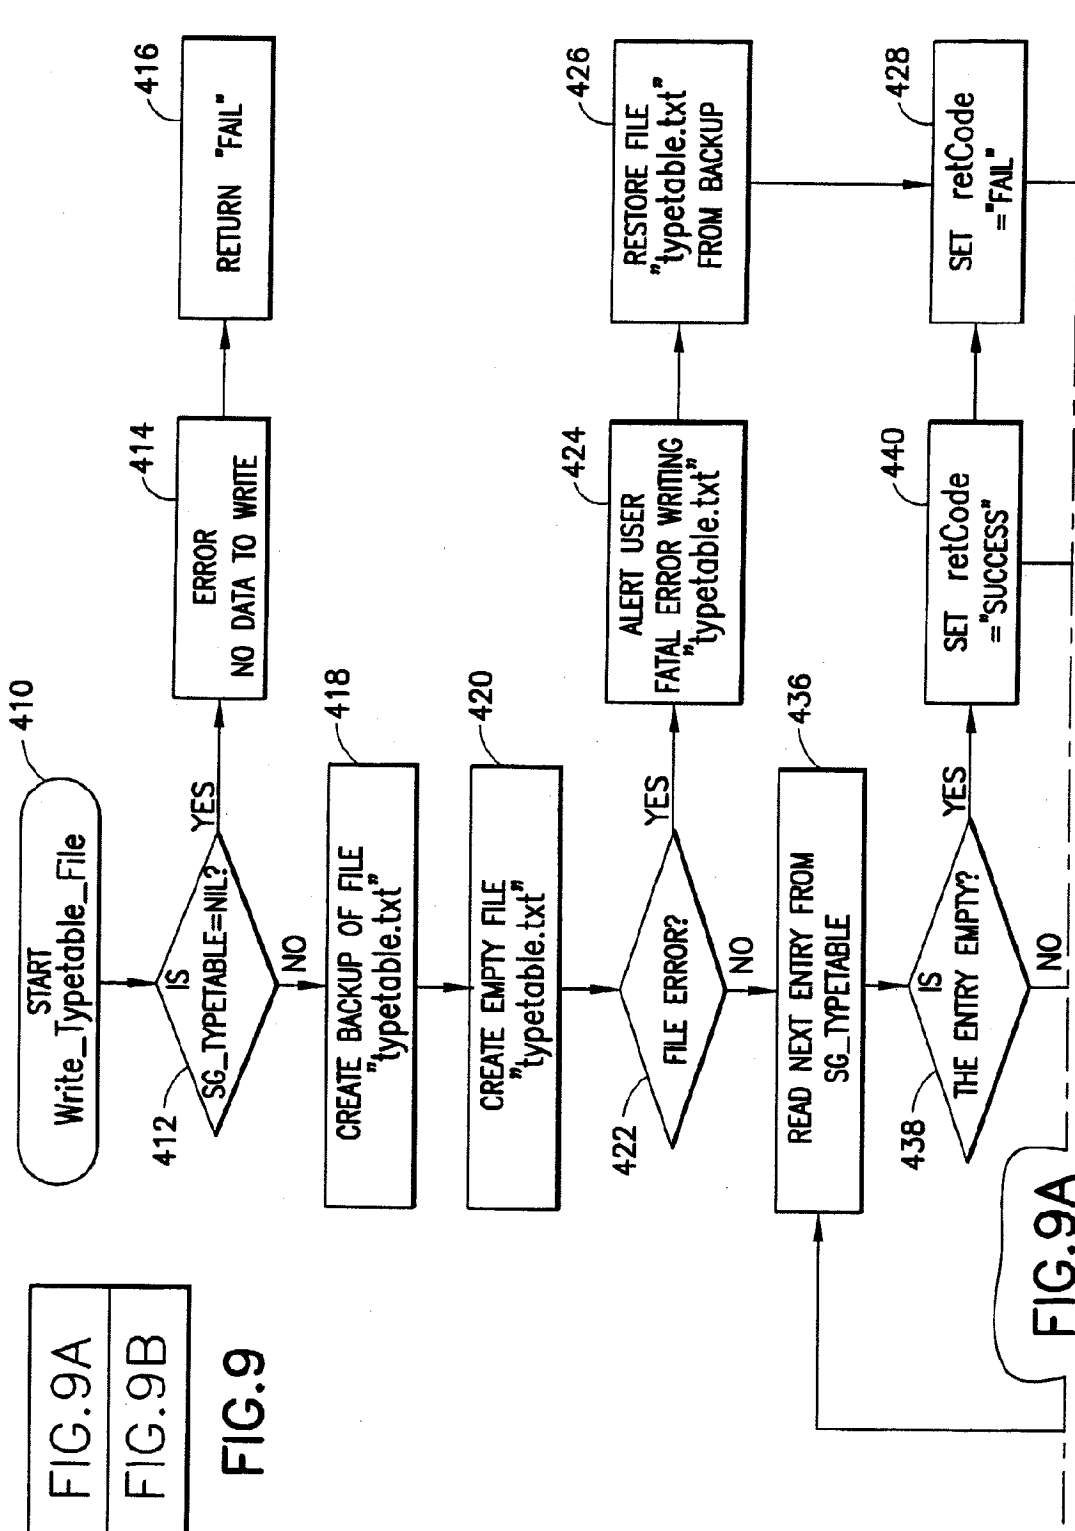 FIG.9A
FIG.9B
FIG.9
START
Write_Typetable_File
410
IS
SG_TYPETABLE=NIL?
412
YES
NO
ERROR
NO DATA TO WRITE
414
RETURN "FAIL"
416
CREATE BACKUP OF FILE
"typetable.txt"
418
CREATE EMPTY FILE
"typetable.txt"
420
FILE ERROR?
422
YES
NO
ALERT USER
FATAL ERROR WRITING
"typetable.txt"
424
RESTORE FILE
"typetable.txt"
FROM BACKUP
426
READ NEXT ENTRY FROM
SG_TYPETABLE
436
IS
THE ENTRY EMPTY?
438
YES
NO
SET retCode
="SUCCESS"
440
SET retCode
="FAIL"
428
FIG.9A